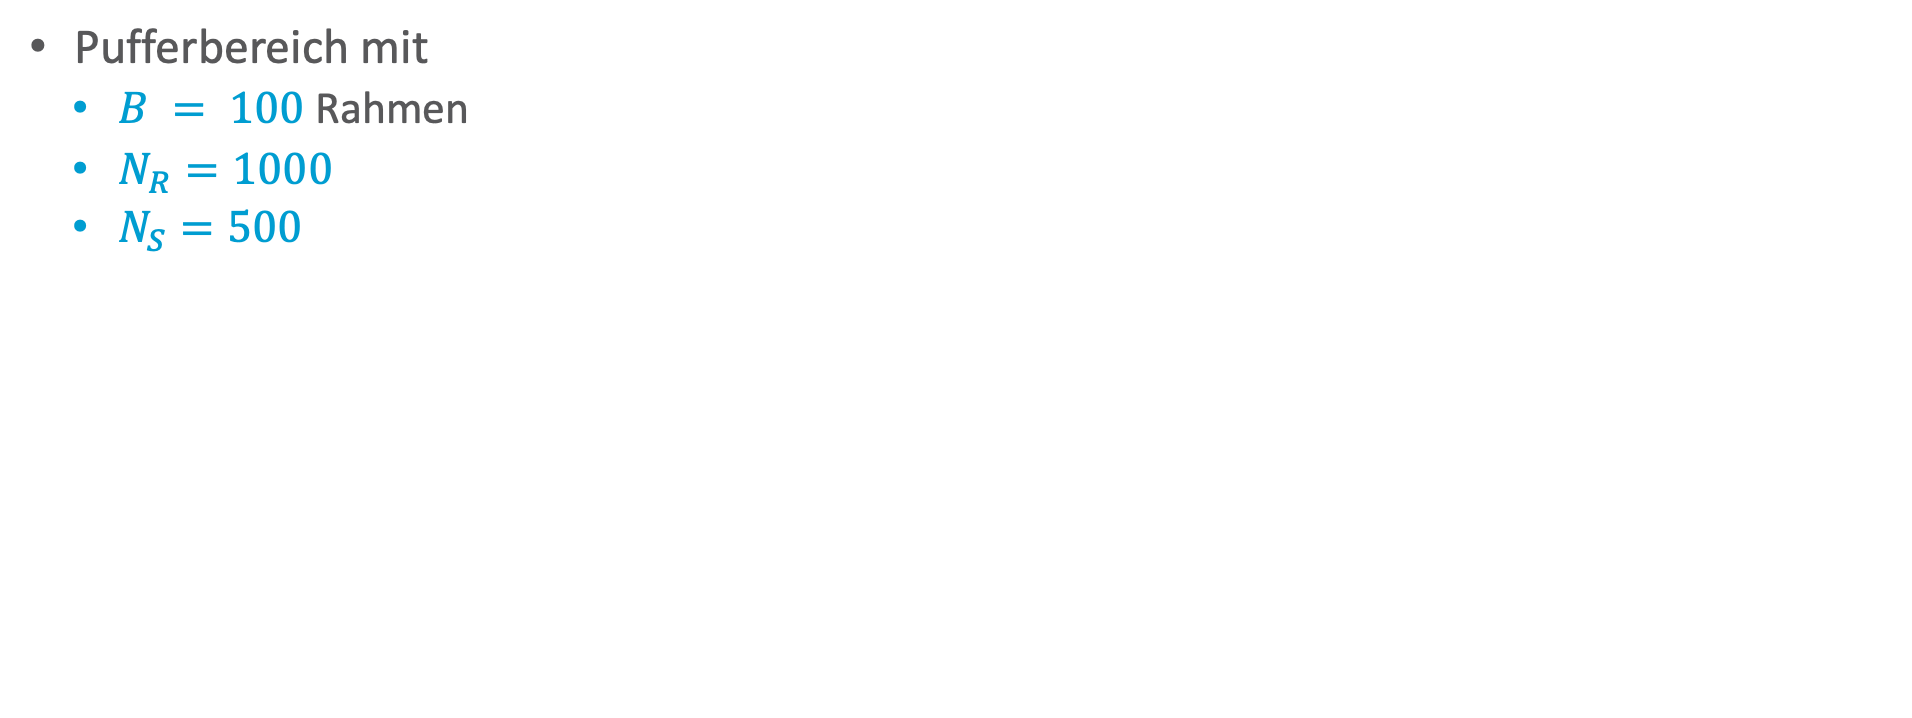 • Pufferbereich mit
• B = 100 Rahmen
• N_R = 1000
• N_S = 500